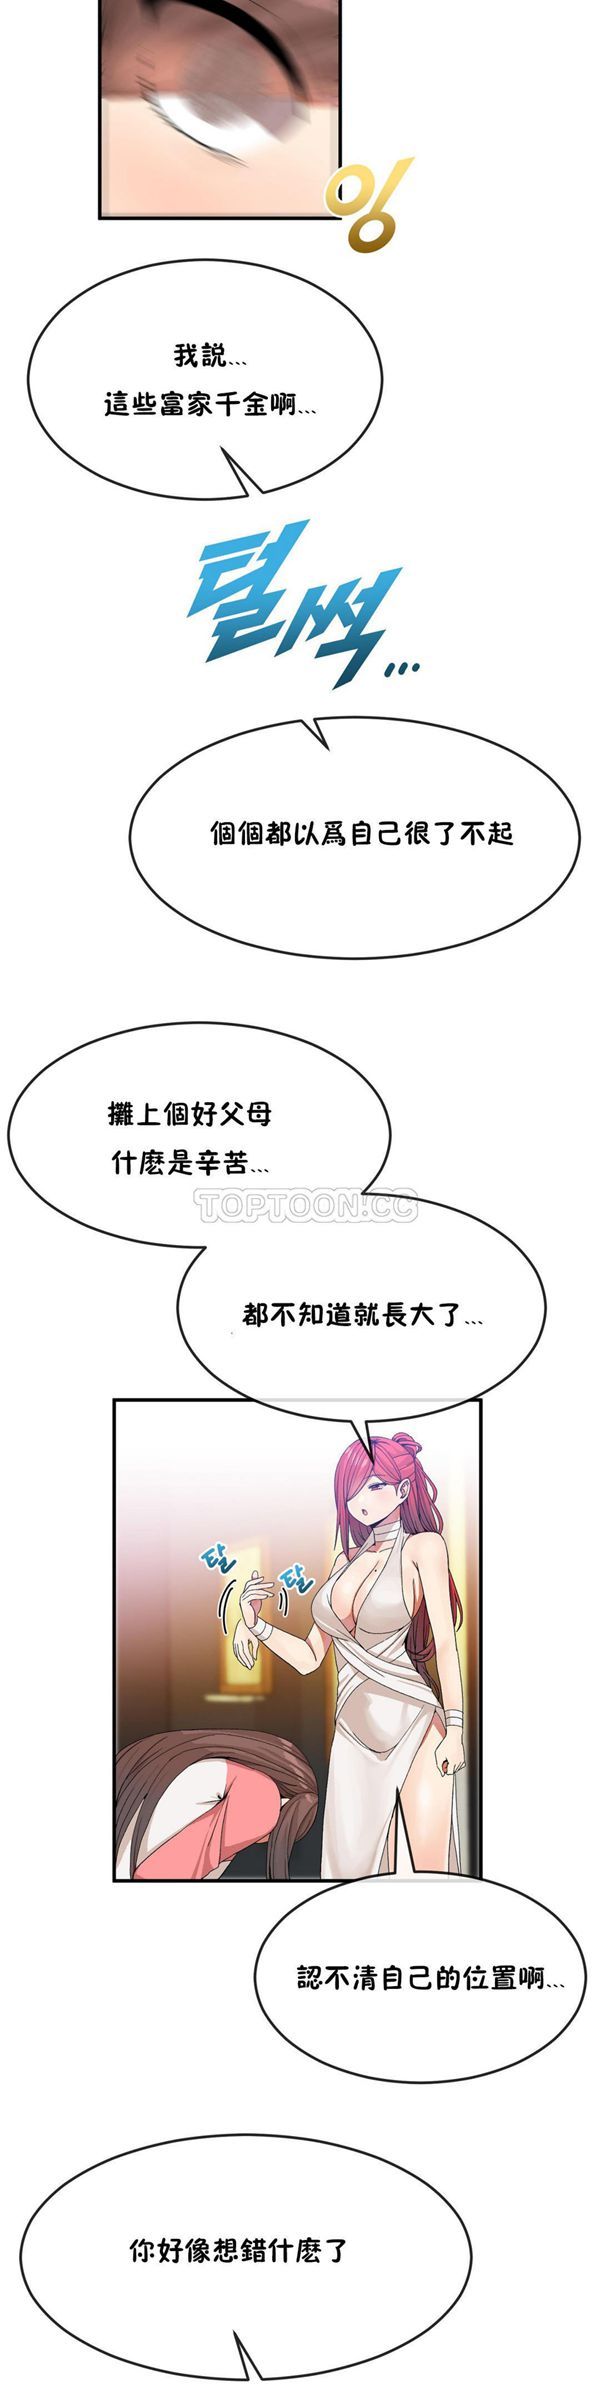 잉
我說...
這些富家千金啊...
털썩...
個個都以爲自己很了不起
攤上個好父母
什麽是辛苦...
TOPTOON.CC
都不知道就長大了...
탈
탈
認不清自己的位置啊...
你好像想錯什麽了